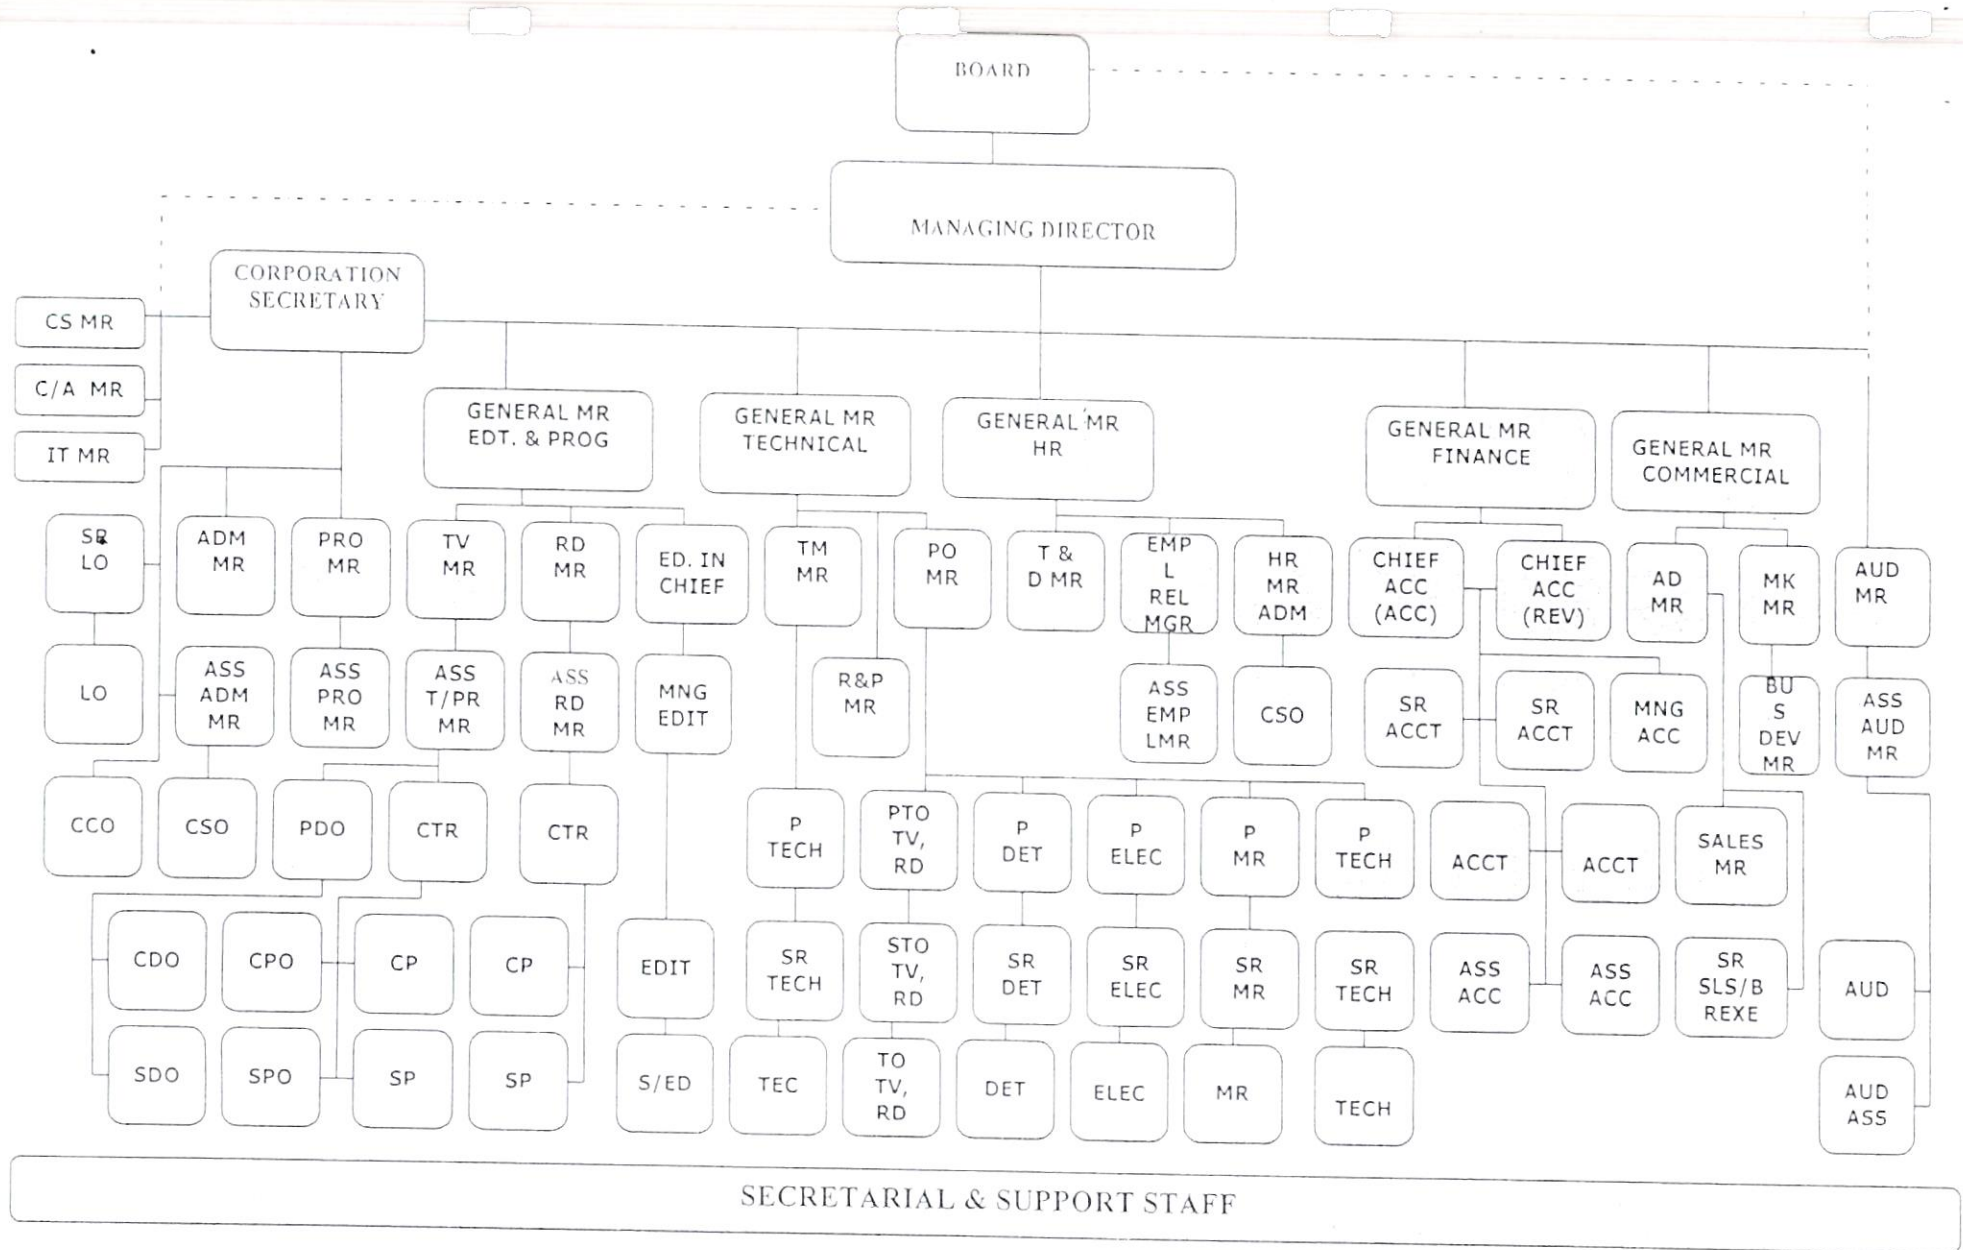 BOARD
MANAGING DIRECTOR
CORPORATION
SECRETARY
CS MR
C/A MR
IT MR
GENERAL MR
EDT. & PROG
GENERAL MR
TECHNICAL
GENERAL MR
HR
GENERAL MR
FINANCE
GENERAL MR
COMMERCIAL
SR
LO
ADM
MR
PRO
MR
TV
MR
RD
MR
ED. IN
CHIEF
TM
MR
PO
MR
T &
D MR
EMP
L
REL
MGR
HR
MR
ADM
CHIEF
ACC
(ACC)
CHIEF
ACC
(REV)
AD
MR
MK
MR
AUD
MR
LO
ASS
ADM
MR
ASS
PRO
MR
ASS
T/PR
MR
ASS
RD
MR
MNG
EDIT
R&P
MR
ASS
EMP
LMR
CSO
SR
ACCT
SR
ACCT
MNG
ACC
BU
S
DEV
MR
ASS
AUD
MR
CCO
CSO
PDO
CTR
CTR
P
TECH
PTO
TV,
RD
P
DET
P
ELEC
P
MR
P
TECH
ACCT
ACCT
SALES
MR
CDO
CPO
CP
CP
EDIT
SR
TECH
STO
TV,
RD
SR
DET
SR
ELEC
SR
MR
SR
TECH
ASS
ACC
ASS
ACC
SR
SLS/B
REXE
AUD
SDO
SPO
SP
SP
S/ED
TEC
TO
TV,
RD
DET
ELEC
MR
TECH
AUD
ASS
SECRETARIAL & SUPPORT STAFF